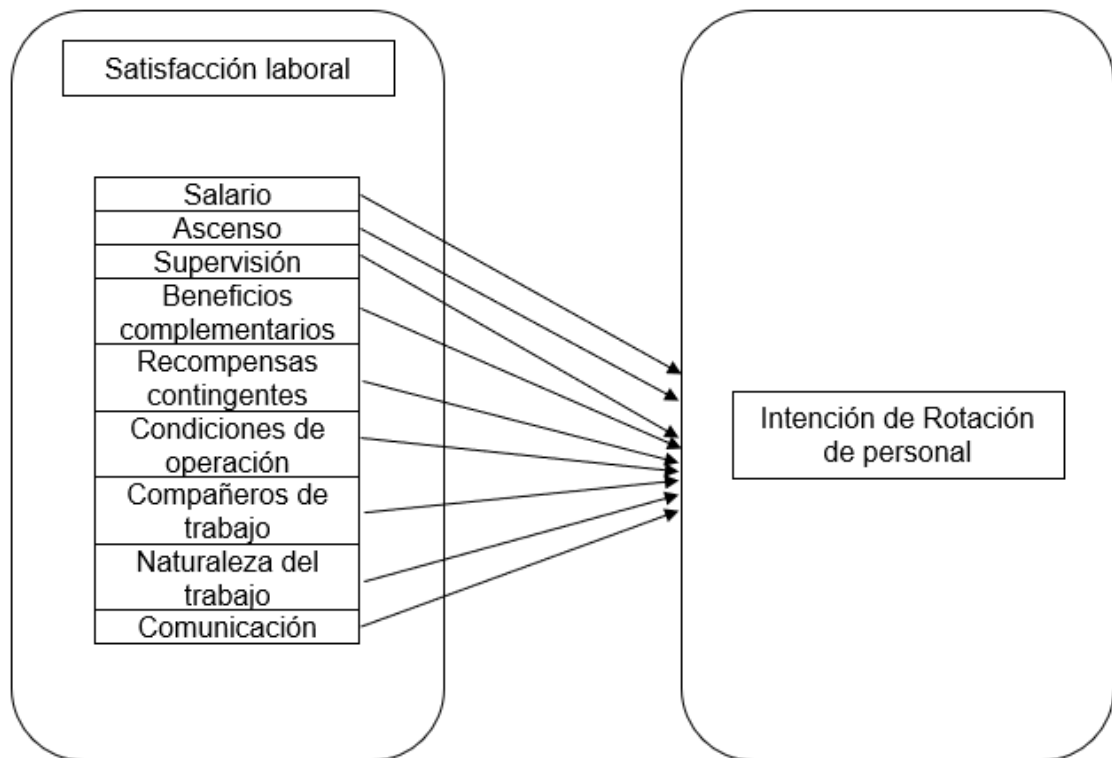 Satisfacción laboral
Salario
Ascenso
Supervisión
Beneficios
complementarios
Recompensas
contingentes
Condiciones de
operación
Compañeros de
trabajo
Naturaleza del
trabajo
Comunicación
Intención de Rotación
de personal